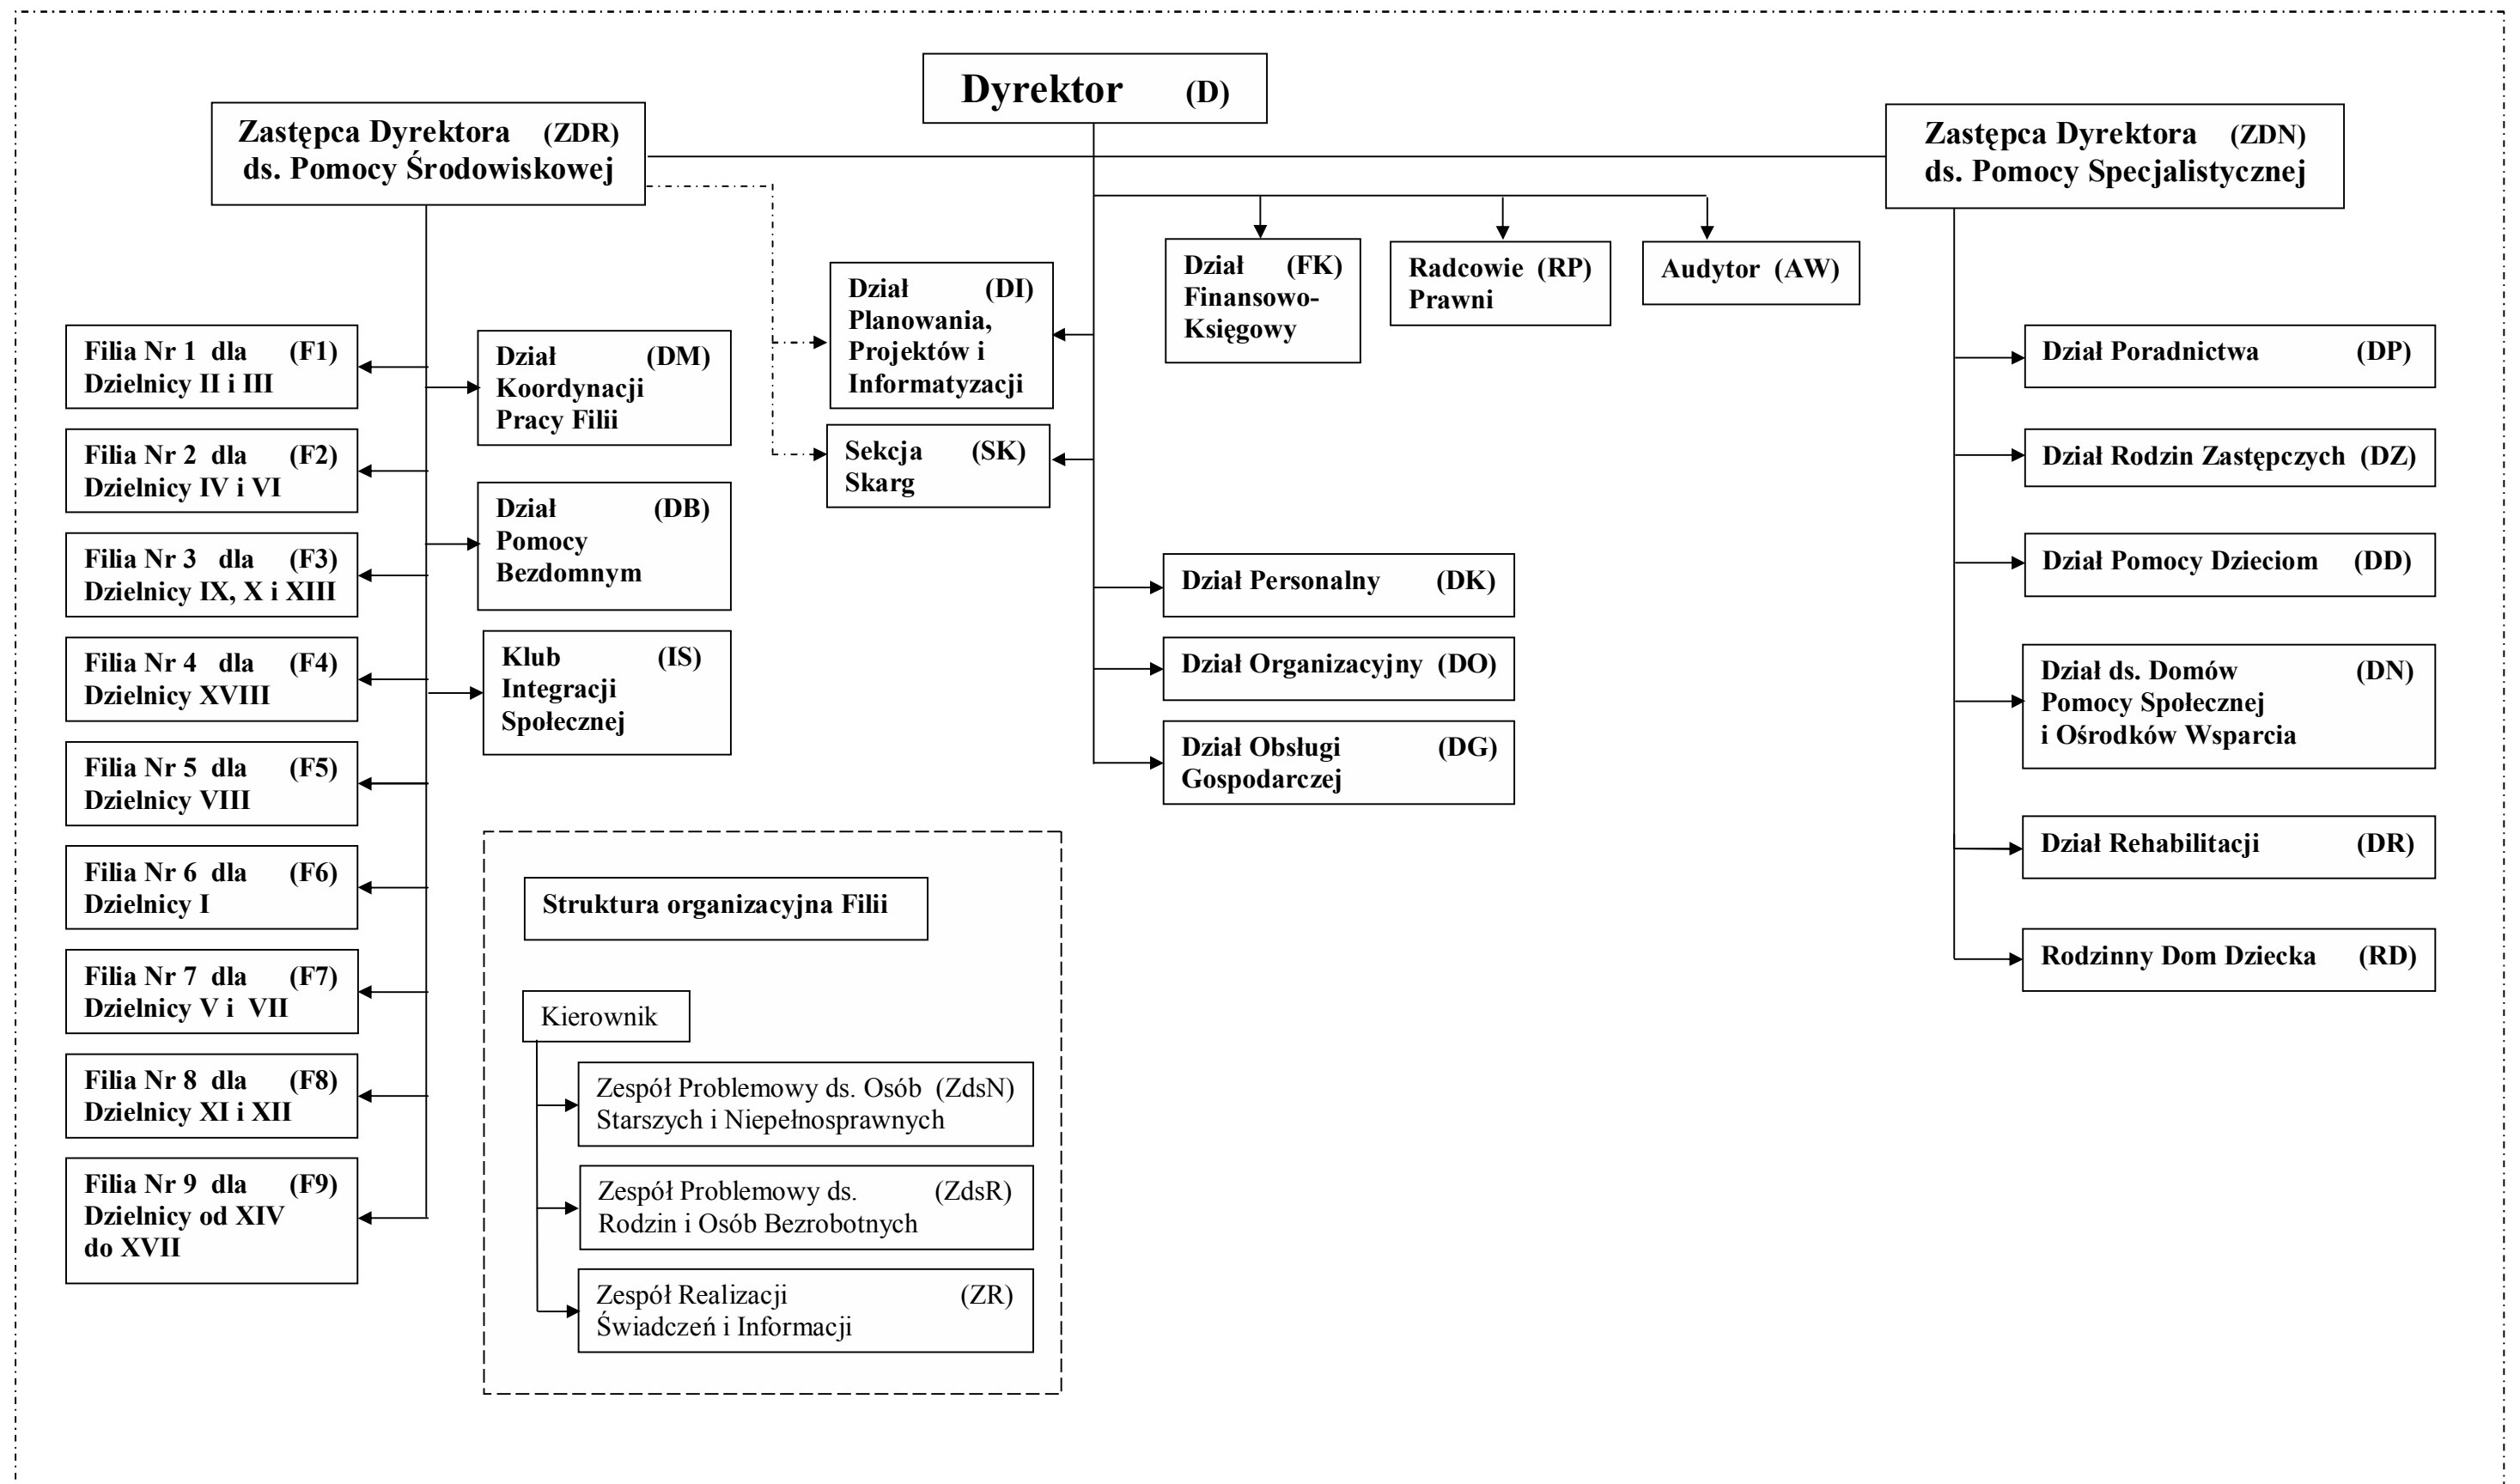 Dyrektor (D)
Zastępca Dyrektora (ZDR)
ds. Pomocy Środowiskowej
Zastępca Dyrektora (ZDN)
ds. Pomocy Specjalistycznej
Filia Nr 1 dla (F1)
Dzielnicy II i III
Filia Nr 2 dla (F2)
Dzielnicy IV i VI
Filia Nr 3 dla (F3)
Dzielnicy IX, X i XIII
Filia Nr 4 dla (F4)
Dzielnicy XVIII
Filia Nr 5 dla (F5)
Dzielnicy VIII
Filia Nr 6 dla (F6)
Dzielnicy I
Filia Nr 7 dla (F7)
Dzielnicy V i VII
Filia Nr 8 dla (F8)
Dzielnicy XI i XII
Filia Nr 9 dla (F9)
Dzielnicy od XIV
do XVII
Dział (DM)
Koordynacji
Pracy Filii
Dział (DB)
Pomocy
Bezdomnym
Klub (IS)
Integracji
Społecznej
Dział (DI)
Planowania,
Projektów i
Informatyzacji
Sekcja (SK)
Skarg
Dział (FK)
Finansowo-
Księgowy
Radcowie (RP)
Prawni
Audytor (AW)
Dział Personalny (DK)
Dział Organizacyjny (DO)
Dział Obsługi (DG)
Gospodarczej
Dział Poradnictwa (DP)
Dział Rodzin Zastępczych (DZ)
Dział Pomocy Dzieciom (DD)
Dział ds. Domów (DN)
Pomocy Społecznej
i Ośrodków Wsparcia
Dział Rehabilitacji (DR)
Rodzinny Dom Dziecka (RD)
Struktura organizacyjna Filii
Kierownik
Zespół Problemowy ds. Osób (ZdsN)
Starszych i Niepełnosprawnych
Zespół Problemowy ds. (ZdsR)
Rodzin i Osób Bezrobotnych
Zespół Realizacji (ZR)
Świadczeń i Informacji